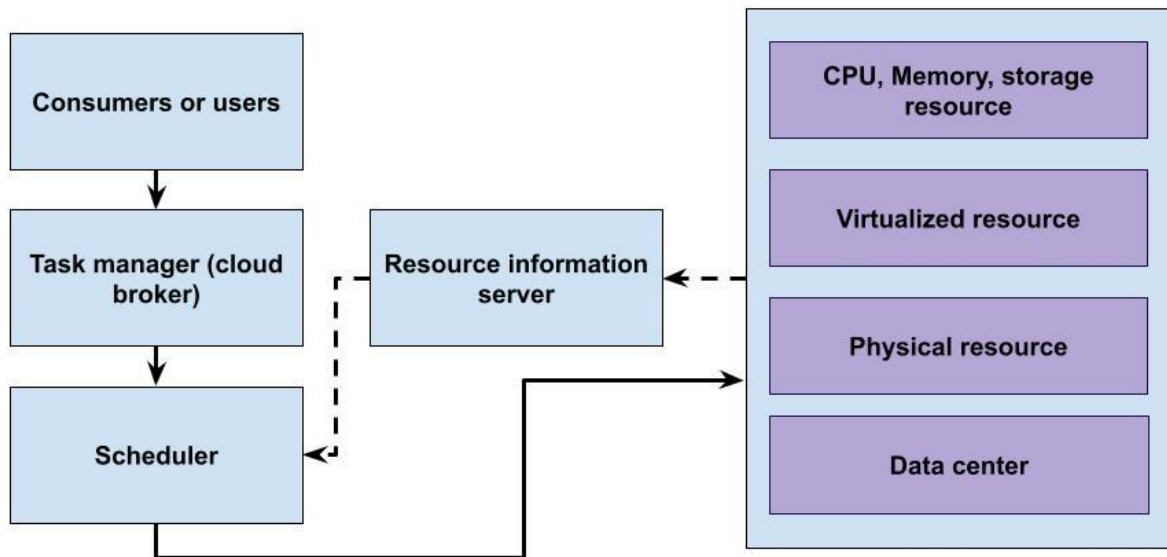 Consumers or users
Task manager (cloud
broker)
Scheduler
Resource information
server
CPU, Memory, storage
resource
Virtualized resource
Physical resource
Data center